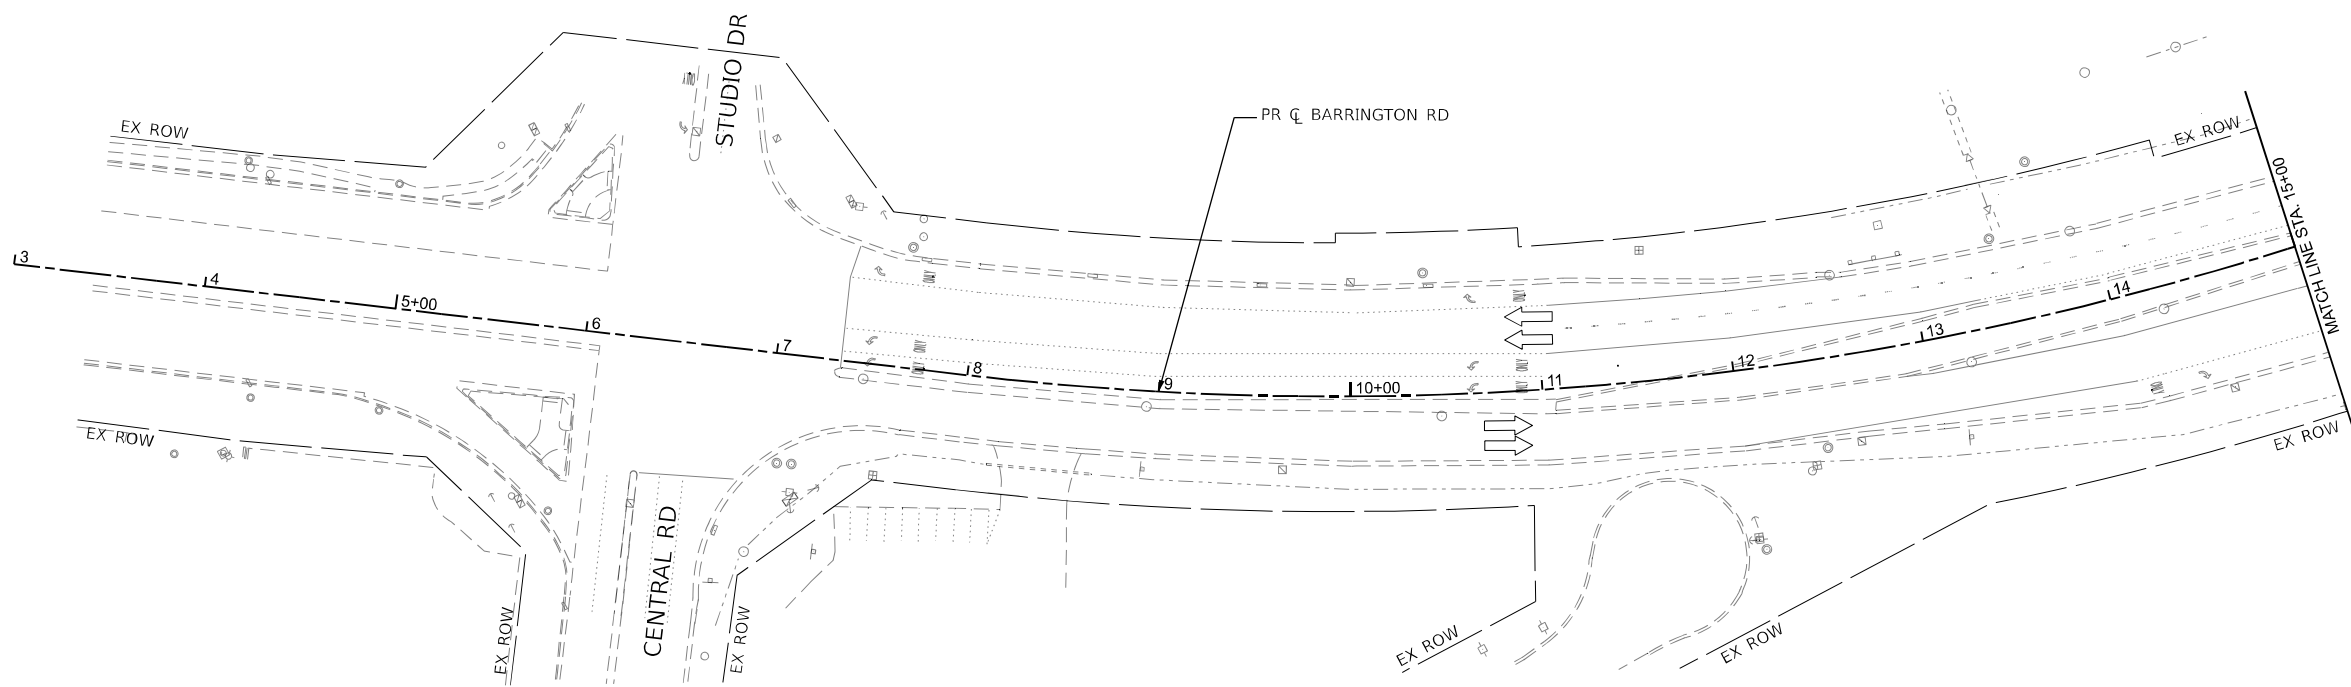 STUDIO DR
PR ℄ BARRINGTON RD
EX ROW
EX ROW
3
4
5+00
6
7
8
9
10+00
11
12
13
14
MATCH LINE STA. 15+00
EX ROW
EX ROW
CENTRAL RD
EX ROW
EX ROW
EX ROW
EX ROW